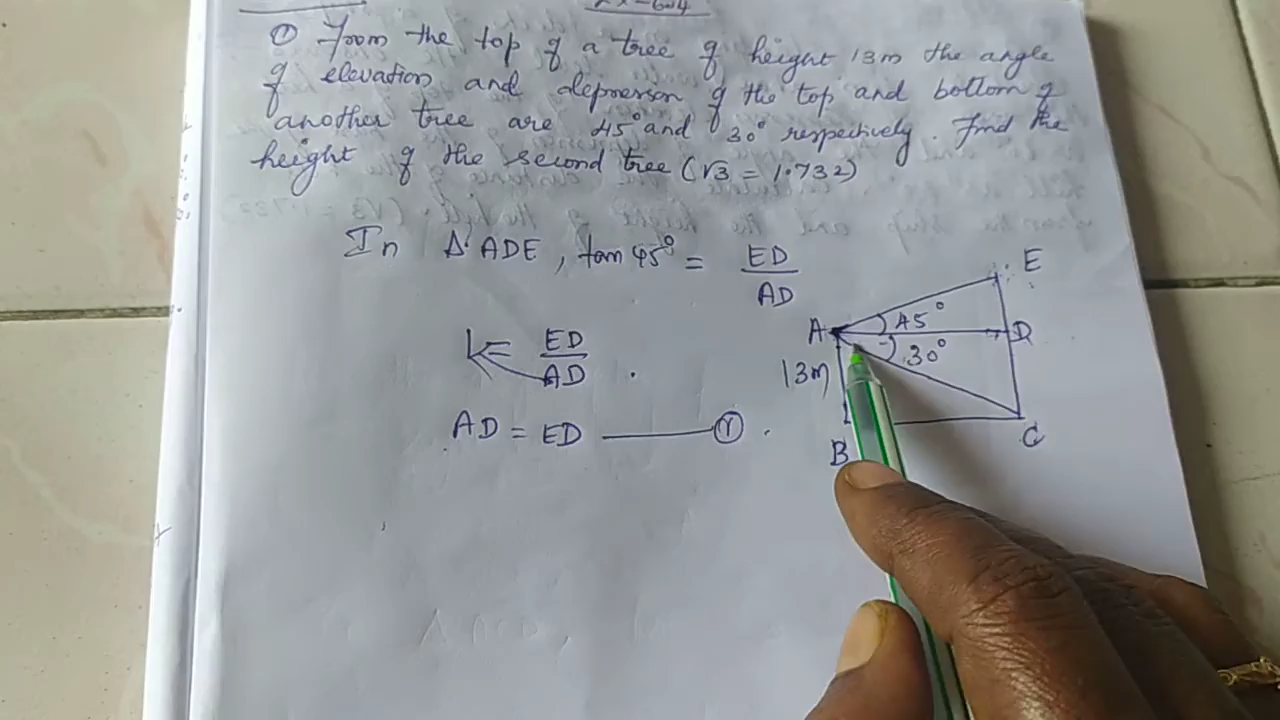 ① From the top of a tree of height 13m the angle
of elevation and depresson of the top and bottom of
another tree are 45° and 30° respectively. Find the
height of the second tree (√3 = 1.732)
In Δ ADE, tan 45° = ED/AD
1 = ED/AD
AD = ED ——— ①
E
A 45° D
30°
13m
B C